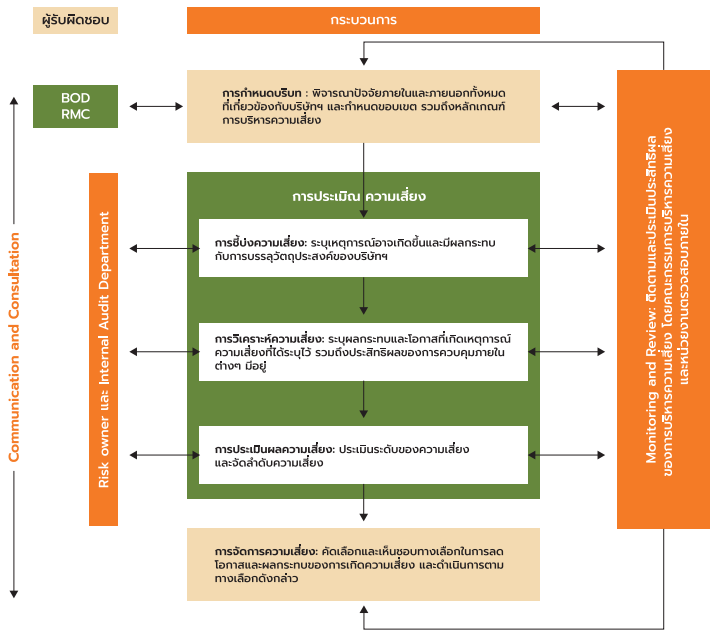 ผู้รับผิดชอบ
กระบวนการ
BOD
RMC
การกำหนดบริบท : พิจารณาปัจจัยภายในและภายนอกทั้งหมด
ที่เกี่ยวข้องกับบริษัทฯ และกำหนดขอบเขต รวมถึงหลักเกณฑ์
การบริหารความเสี่ยง
Communication and Consultation
Risk owner และ Internal Audit Department
การประเมิณ ความเสี่ยง
การชี้บ่งความเสี่ยง: ระบุเหตุการณ์อาจเกิดขึ้นและมีผลกระทบ
กับการบรรลุวัตถุประสงค์ของบริษัทฯ
การวิเคราะห์ความเสี่ยง: ระบุผลกระทบและโอกาสที่เกิดเหตุการณ์
ความเสี่ยงที่ได้ระบุไว้ รวมถึงประสิทธิผลของการควบคุมภายใน
ต่างๆ มีอยู่
การประเมินผลความเสี่ยง: ประเมินระดับของความเสี่ยง
และจัดลำดับความเสี่ยง
การจัดการความเสี่ยง: คัดเลือกและเห็นชอบทางเลือกในการลด
โอกาสและผลกระทบของการเกิดความเสี่ยง และดำเนินการตาม
ทางเลือกดังกล่าว
Monitoring and Review: ติดตามและประเมินประสิทธิผล
ของการบริหารความเสี่ยง โดยคณะกรรมการบริหารความเสี่ยง
และหน่วยงานตรวจสอบภายใน